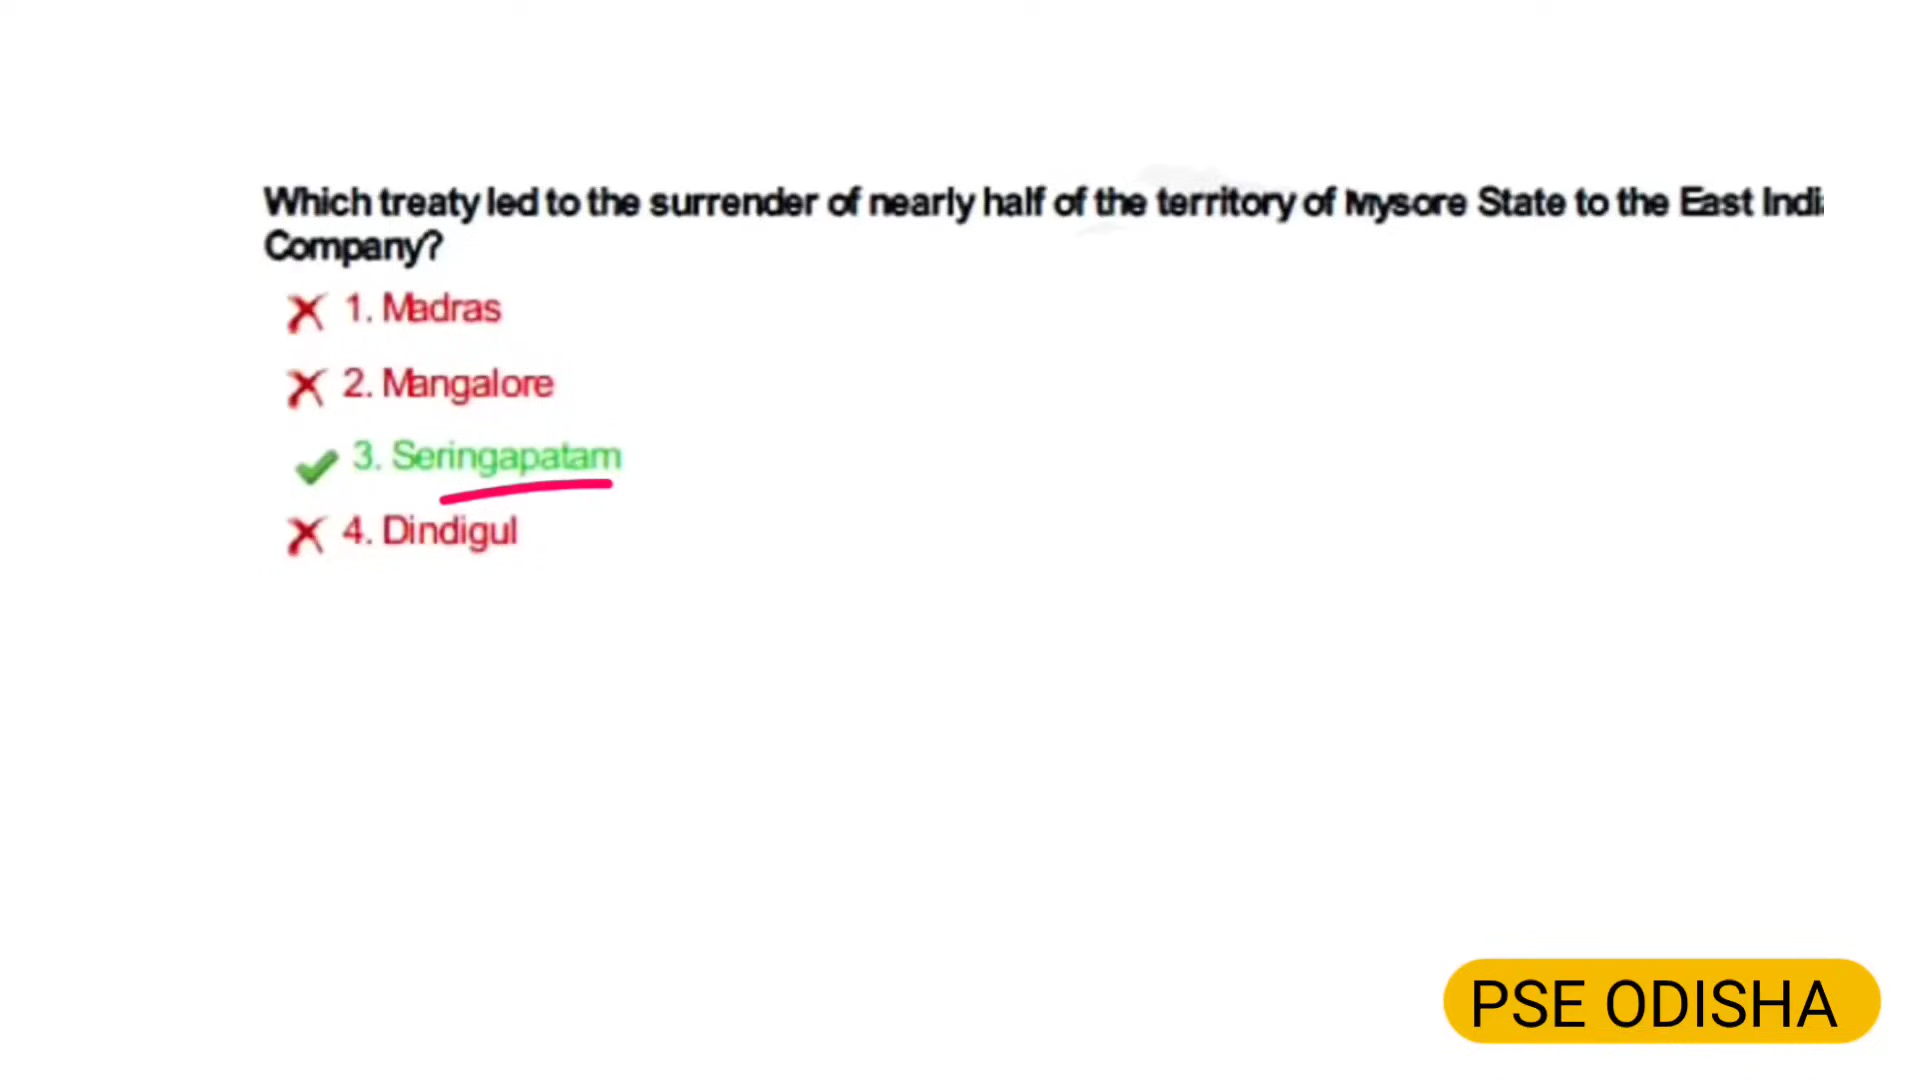 Which treaty led to the surrender of nearly half of the territory of Mysore State to the East Indi
Company?
1. Madras
2. Mangalore
3. Seringapatam
4. Dindigul
PSE ODISHA